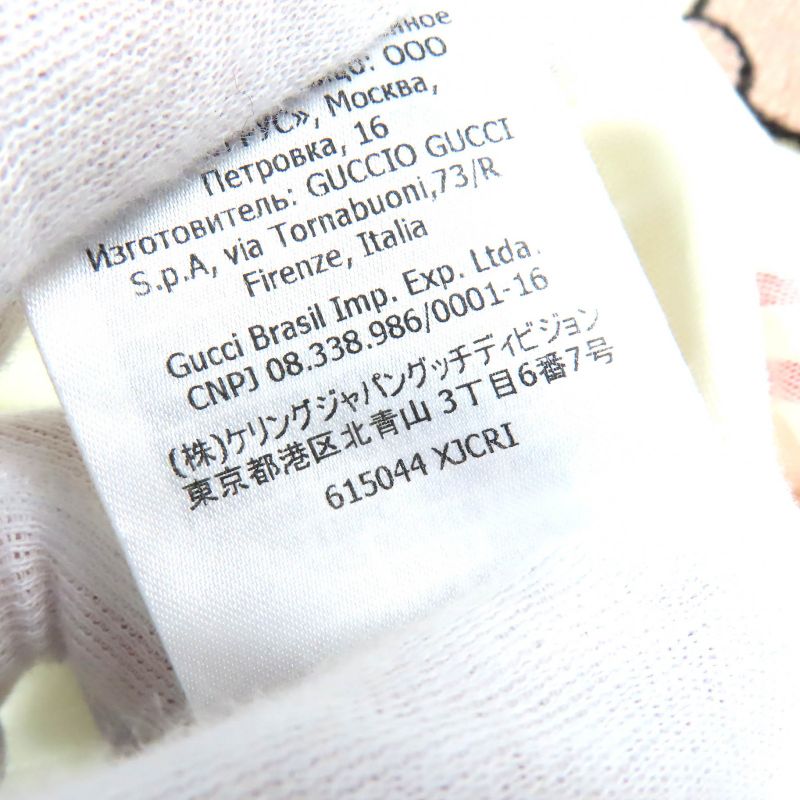 ООО
Москва,
Петровка, 16
Изготовитель: GUCCIO GUCCI
S.p.A, via Tornabuoni,73/R
Firenze, Italia
Gucci Brasil Imp. Exp. Ltda.
CNPJ 08.338.986/0001-16
(株)ケリングジャパングッチディビジョン
東京都港区北青山 3丁目6番7号
615044 XJCRI